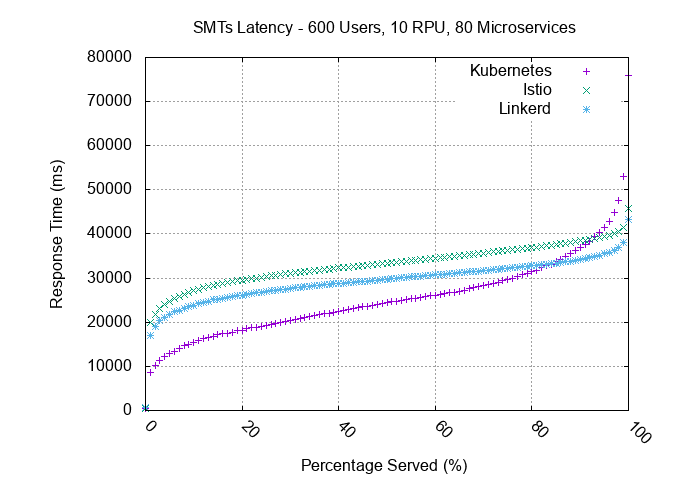 SMTs Latency - 600 Users, 10 RPU, 80 Microservices
80000
70000
60000
50000
40000
30000
20000
10000
0
Response Time (ms)
Kubernetes
Istio
Linkerd
0
20
40
60
80
100
Percentage Served (%)